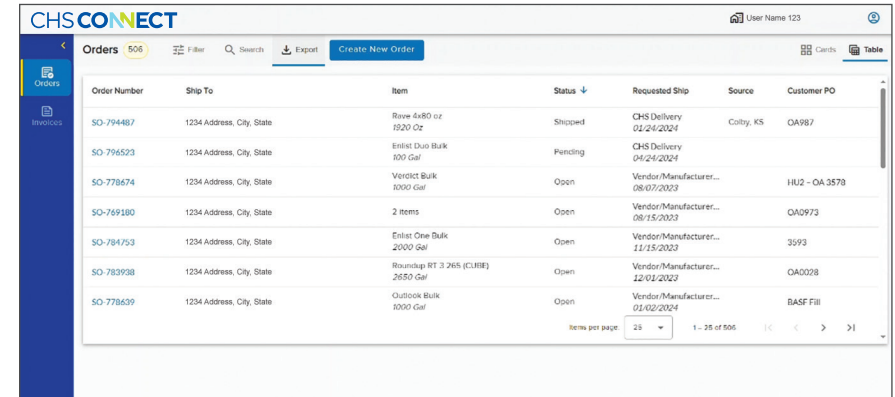 CHS CONNECT
User Name 123
Orders 506 Filter Search Export Create New Order Cards Table
Orders
Invoices
Order Number Ship To Item Status Requested Ship Source Customer PO
SO-794487 1234 Address, City, State Rave 4x80 oz Shipped CHS Delivery Colby, KS OA987
1920 Oz 01/24/2024
SO-796523 1234 Address, City, State Enlist Duo Bulk Pending CHS Delivery
100 Gal 04/24/2024
SO-778674 1234 Address, City, State Verdict Bulk Open Vendor/Manufacturer... HU2 - OA 3578
1000 Gal 08/07/2023
SO-769180 1234 Address, City, State 2 items Open Vendor/Manufacturer... OA0973
08/15/2023
SO-784753 1234 Address, City, State Enlist One Bulk Open Vendor/Manufacturer... 3593
2000 Gal 11/15/2023
SO-783938 1234 Address, City, State Roundup RT 3 265 (CUBE) Open Vendor/Manufacturer... OA0028
2650 Gal 12/01/2023
SO-778639 1234 Address, City, State Outlook Bulk Open Vendor/Manufacturer... BASF Fill
1000 Gal 01/02/2024
Items per page: 25 1 – 25 of 506